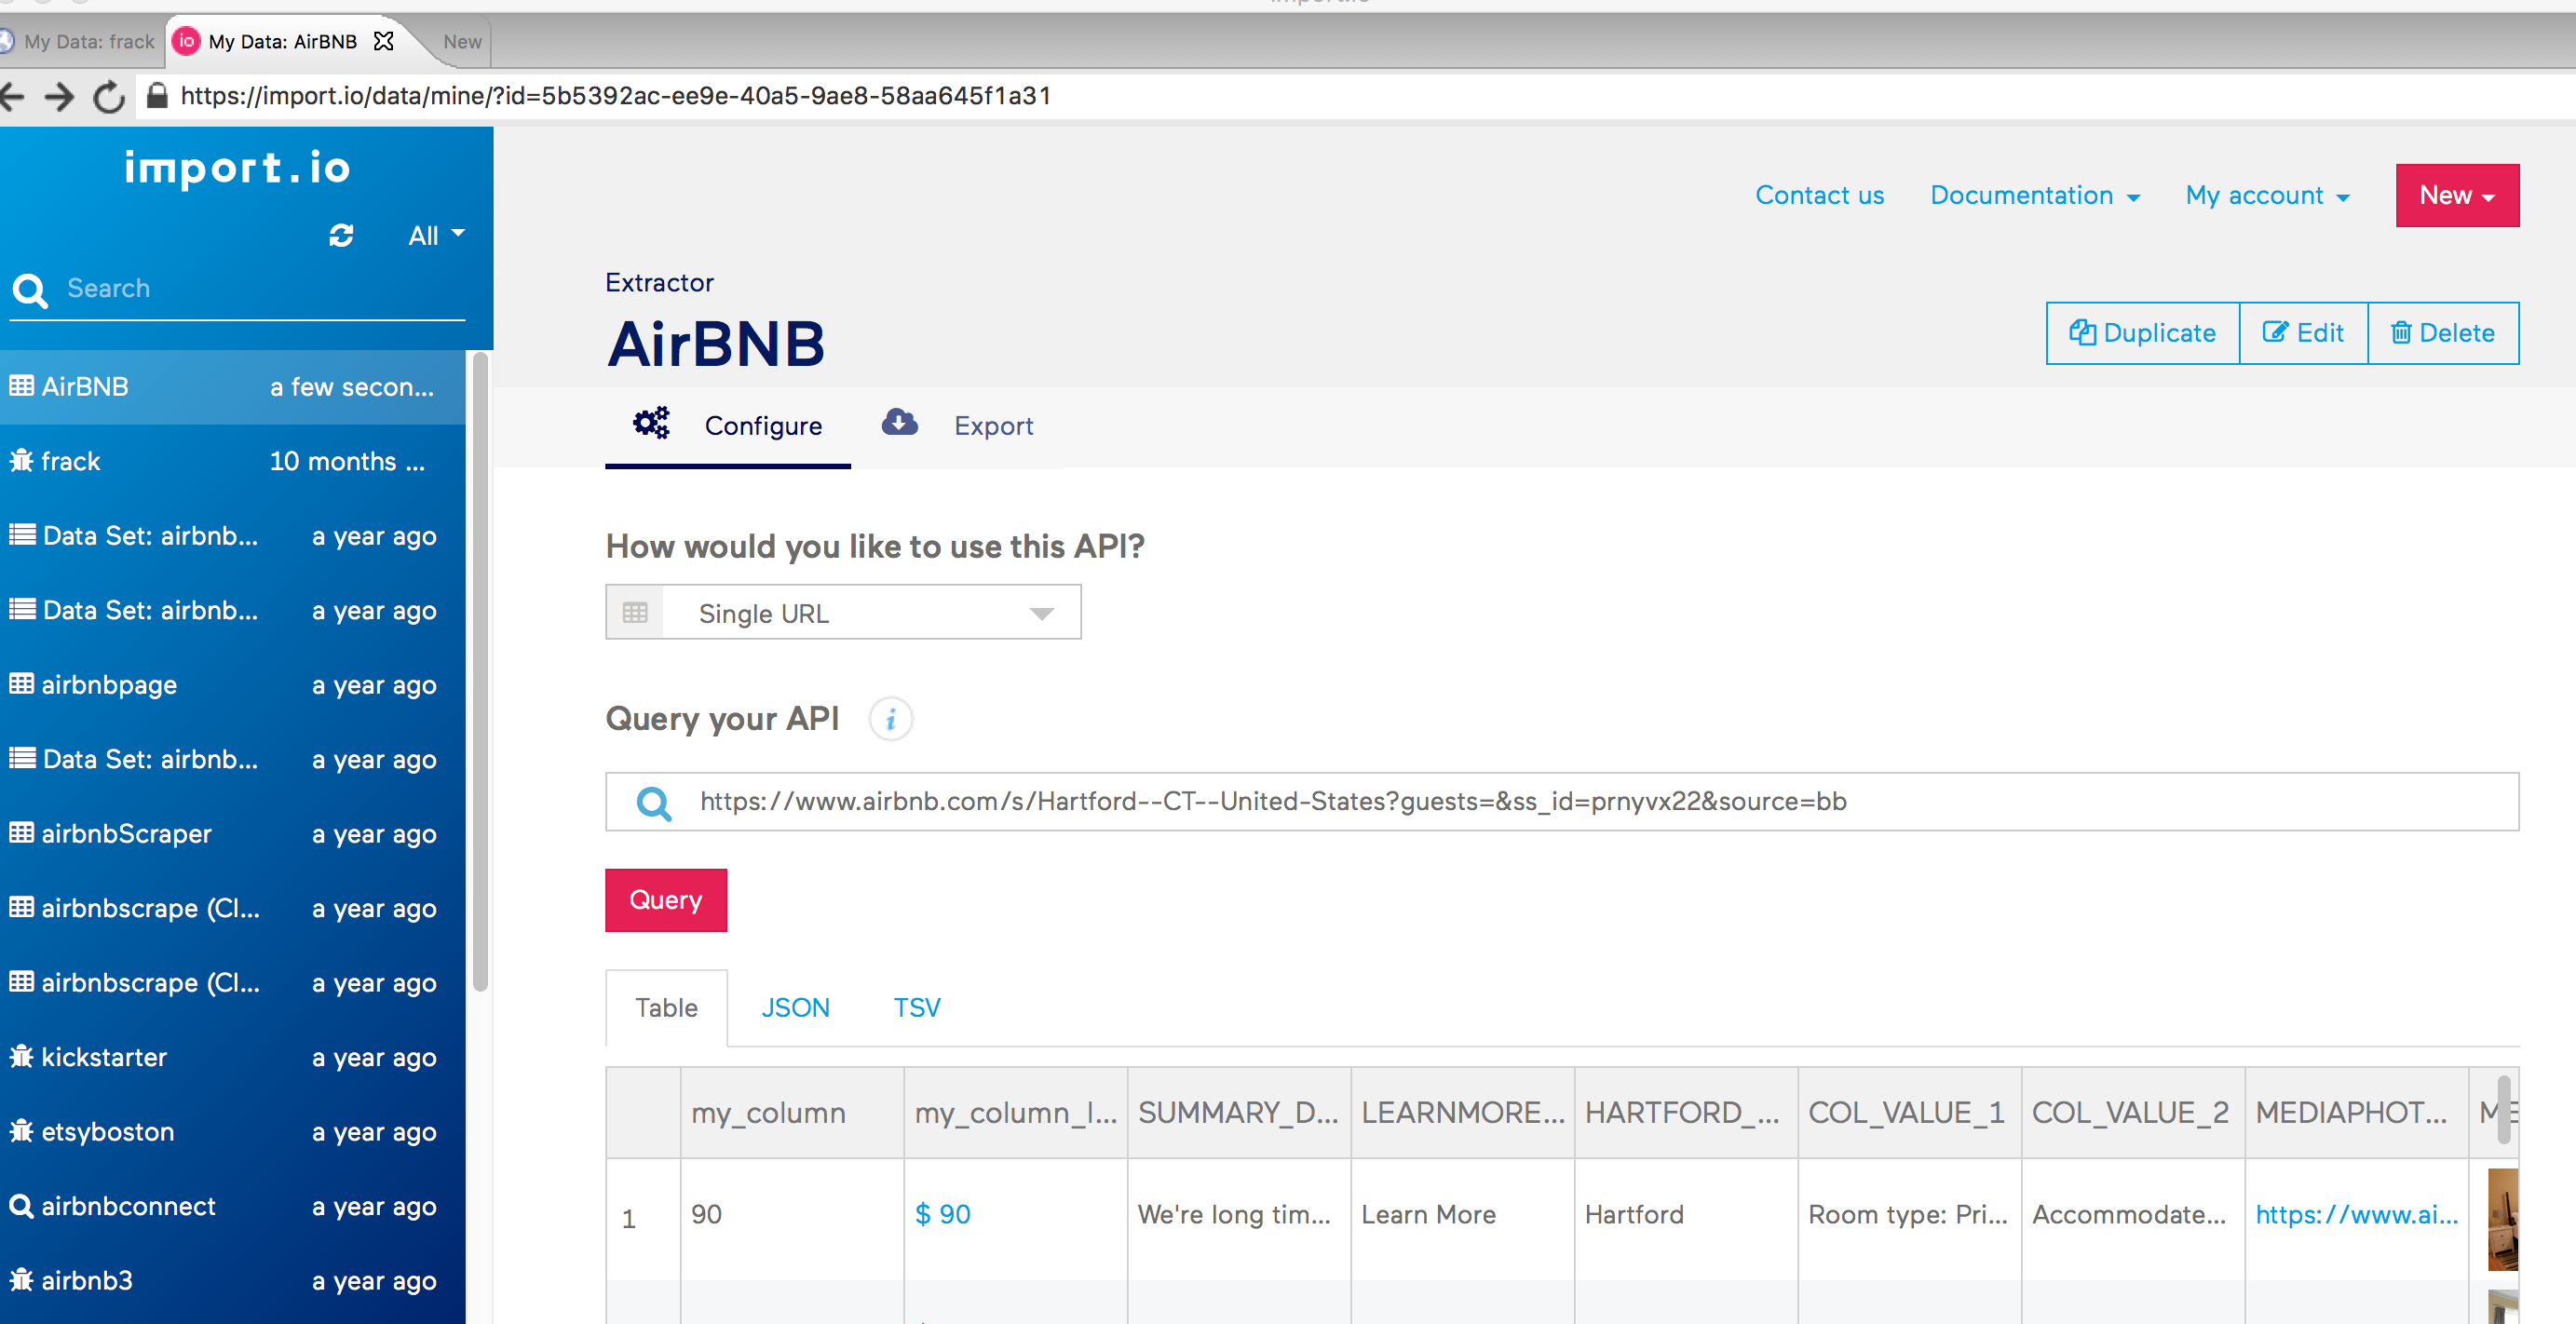 My Data: frack
My Data: AirBNB
New
https://import.io/data/mine/?id=5b5392ac-ee9e-40a5-9ae8-58aa645f1a31
import.io
All
Search
AirBNB a few secon...
frack 10 months ...
Data Set: airbnb... a year ago
Data Set: airbnb... a year ago
airbnbpage a year ago
Data Set: airbnb... a year ago
airbnbScraper a year ago
airbnbscrape (Cl... a year ago
airbnbscrape (Cl... a year ago
kickstarter a year ago
etsyboston a year ago
airbnbconnect a year ago
airbnb3 a year ago
Contact us Documentation My account New
Extractor
AirBNB
Duplicate Edit Delete
Configure Export
How would you like to use this API?
Single URL
Query your API i
https://www.airbnb.com/s/Hartford--CT--United-States?guests=&ss_id=prnyvx22&source=bb
Query
Table JSON TSV
my_column my_column_l... SUMMARY_D... LEARNMORE... HARTFORD_... COL_VALUE_1 COL_VALUE_2 MEDIAPHOT...
1 90 $ 90 We're long tim... Learn More Hartford Room type: Pri... Accommodate... https://www.ai...